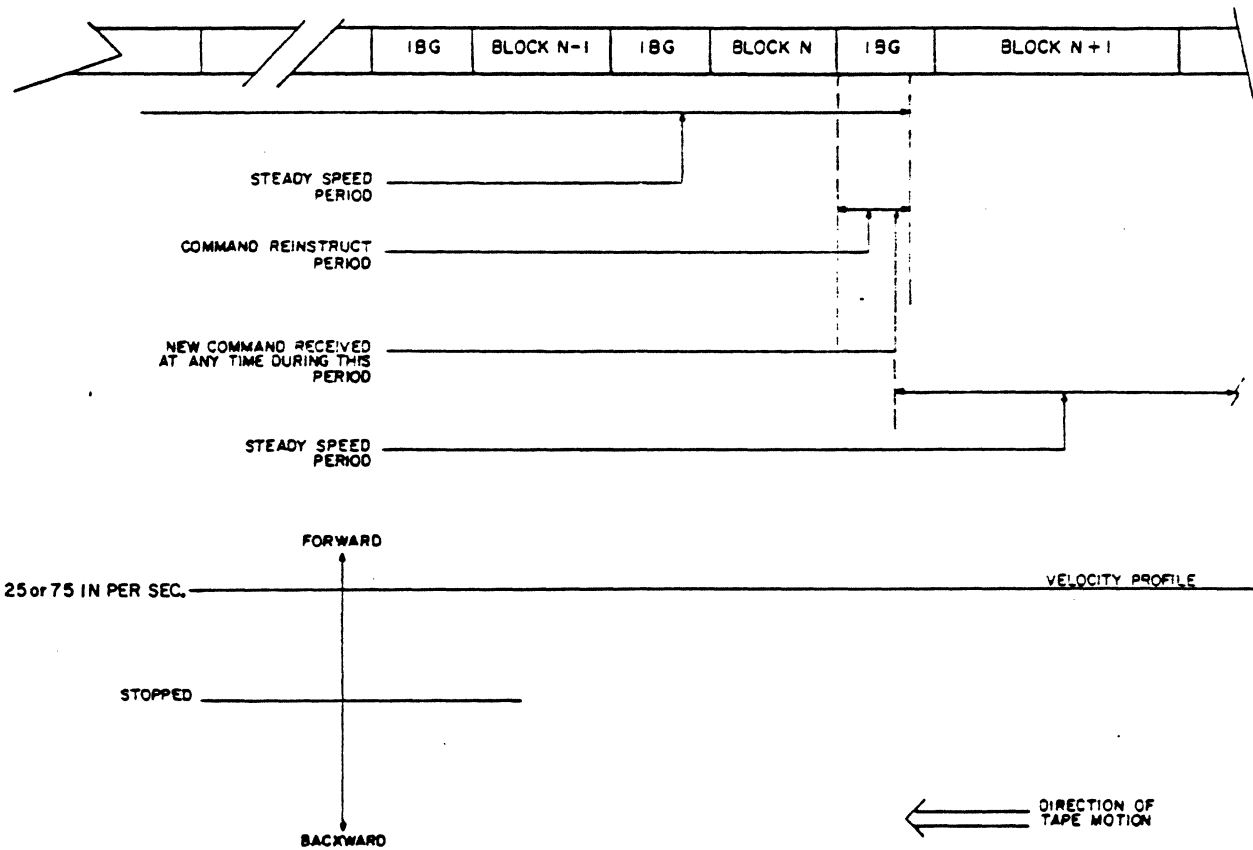 IBG BLOCK N-1 IBG BLOCK N IBG BLOCK N+1
STEADY SPEED
PERIOD
COMMAND REINSTRUCT
PERIOD
NEW COMMAND RECEIVED
AT ANY TIME DURING THIS
PERIOD
STEADY SPEED
PERIOD
FORWARD
25 or 75 IN PER SEC.
VELOCITY PROFILE
STOPPED
DIRECTION OF
TAPE MOTION
BACKWARD